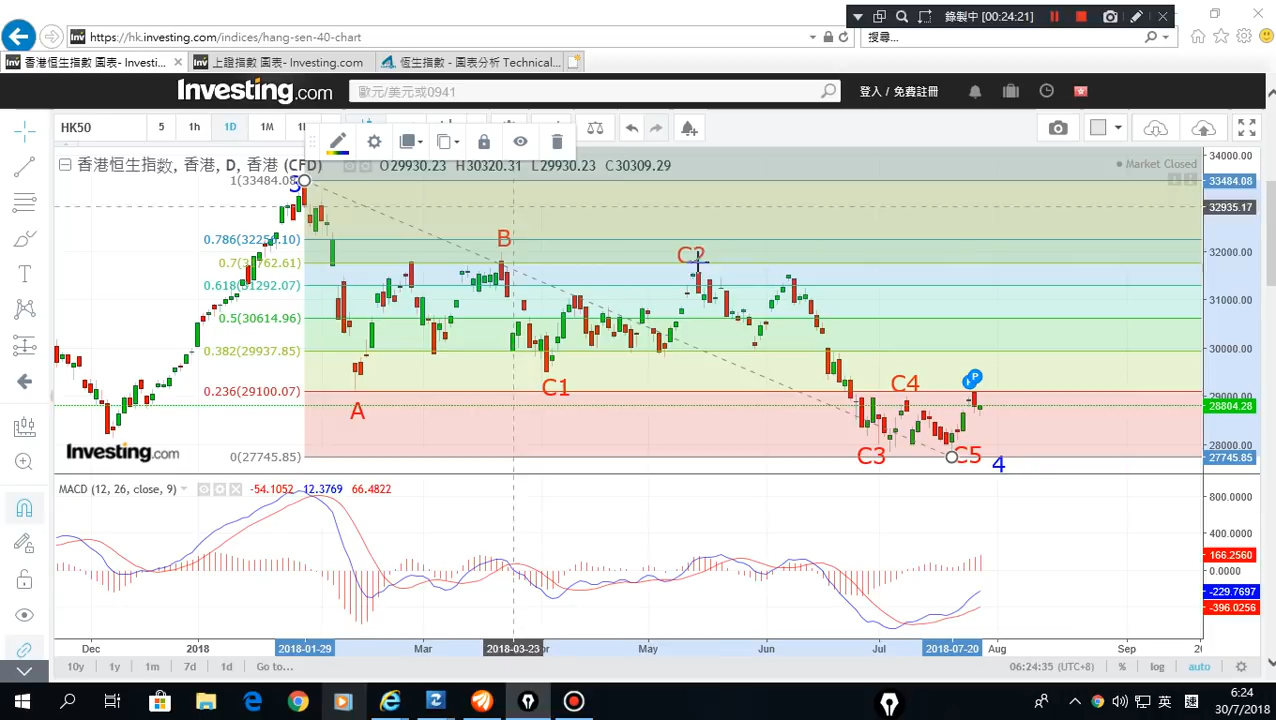 錄製中 [00:24:21]
https://hk.investing.com/indices/hang-sen-40-chart
搜尋...
香港恒生指數 圖表- Investi...
上證指數 圖表- Investing.com
恆生指數 - 圖表分析 Technical...
Investing.com
歐元/美元或0941
登入 / 免費註冊
HK50
5
1h
1D
1M
香港恒生指数, 香港, D, 香港 (CFD)
O29930.23 H30320.31 L29930.23 C30309.29
Market Closed
34000.00
1(33484.08)
3
33484.08
32935.17
B
0.786(32256.10)
C2
32000.00
0.7(31762.61)
0.618(31292.07)
31000.00
0.5(30614.96)
0.382(29937.85)
30000.00
C1
C4
P
0.236(29100.07)
29000.00
A
28804.28
28000.00
Investing.com
C3
C5
4
0(27745.85)
27745.85
MACD (12, 26, close, 9)
-54.1052 12.3769 66.4822
800.0000
400.0000
166.2560
0.0000
-229.7697
-396.0256
Dec
2018
2018-01-29
Mar
2018-03-23
May
Jun
Jul
2018-07-20
Aug
Sep
10y
1y
1m
7d
1d
Go to...
06:24:35 (UTC+8)
%
log
auto
英
6:24
30/7/2018